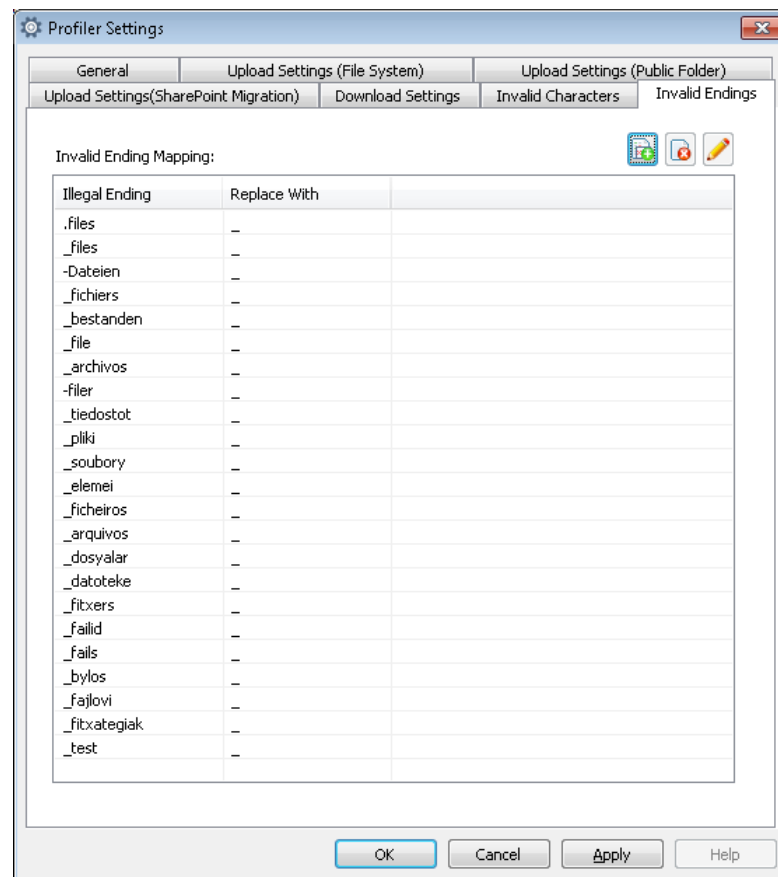 Profiler Settings
General Upload Settings (File System) Upload Settings (Public Folder)
Upload Settings(SharePoint Migration) Download Settings Invalid Characters Invalid Endings
Invalid Ending Mapping:
Illegal Ending Replace With
.files _
_files _
-Dateien _
_fichiers _
_bestanden _
_file _
_archivos _
-filer _
_tiedostot _
_pliki _
_soubory _
_elemei _
_ficheiros _
_arquivos _
_dosyalar _
_datoteke _
_fitxers _
_failid _
_fails _
_bylos _
_fajlovi _
_fitxategiak _
_test _
OK Cancel Apply Help